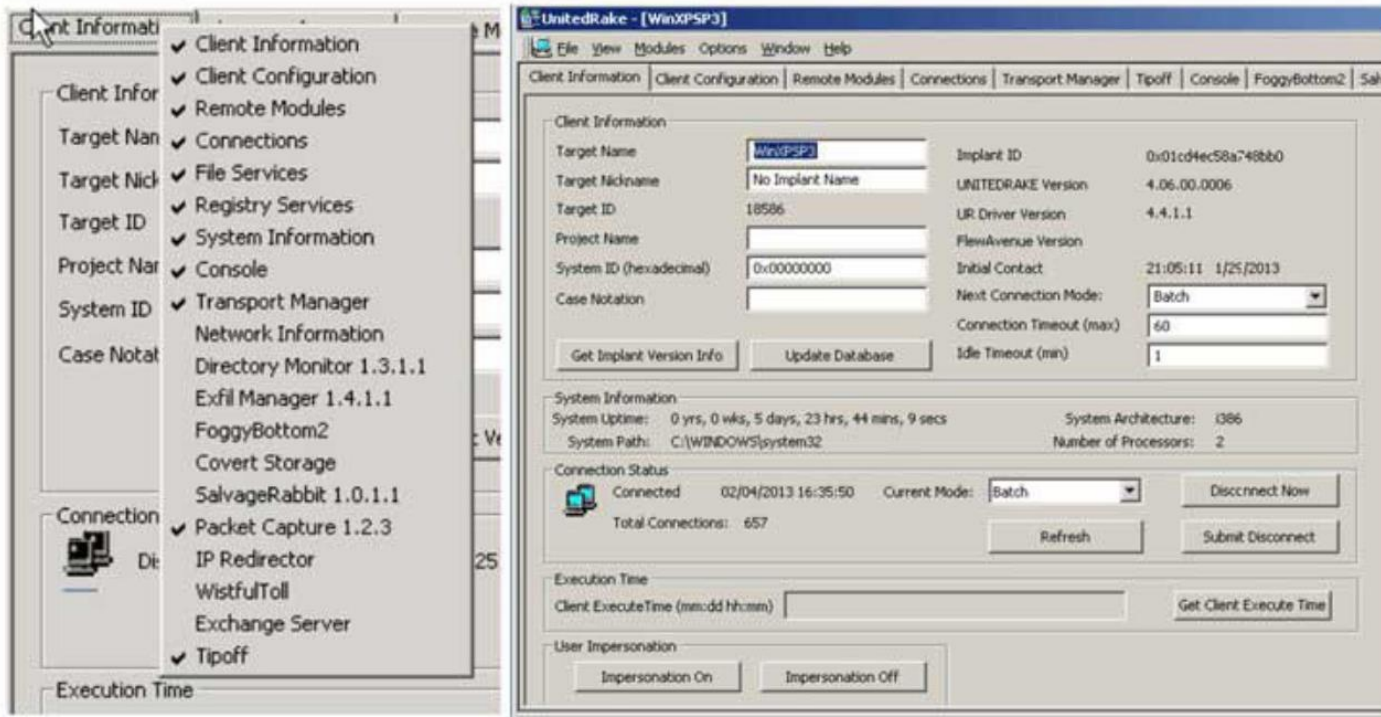 Client Informati
Client Information
Client Configuration
Remote Modules
Connections
File Services
Registry Services
System Information
Console
Transport Manager
Network Information
Directory Monitor 1.3.1.1
Exfil Manager 1.4.1.1
FoggyBottom2
Covert Storage
SalvageRabbit 1.0.1.1
Packet Capture 1.2.3
IP Redirector
WistfulToll
Exchange Server
Tipoff
e M
Client Infor
Target Nan
Target Nick
Target ID
Project Nar
System ID
Case Notat
t Ve
Connection
Dis
25
Execution Time
UnitedRake - [WinXPSP3]
File View Modules Options Window Help
Client Information Client Configuration Remote Modules Connections Transport Manager Tipoff Console FoggyBottom2 Sal
Client Information
Target Name WinXPSP3
Target Nickname No Implant Name
Target ID 18586
Project Name
System ID (hexadecimal) 0x00000000
Case Notation
Get Implant Version Info Update Database
Implant ID 0x01cd4ec58a748bb0
UNITEDRAKE Version 4.06.00.0006
UR Driver Version 4.4.1.1
FlewAvenue Version
Initial Contact 21:05:11 1/25/2013
Next Connection Mode: Batch
Connection Timeout (max) 60
Idle Timeout (min) 1
System Information
System Uptime: 0 yrs, 0 wks, 5 days, 23 hrs, 44 mins, 9 secs System Architecture: i386
System Path: C:\WINDOWS\system32 Number of Processors: 2
Connection Status
Connected 02/04/2013 16:35:50 Current Mode: Batch Disconnect Now
Total Connections: 657 Refresh Submit Disconnect
Execution Time
Client ExecuteTime (mm:dd hh:mm) Get Client Execute Time
User Impersonation
Impersonation On Impersonation Off